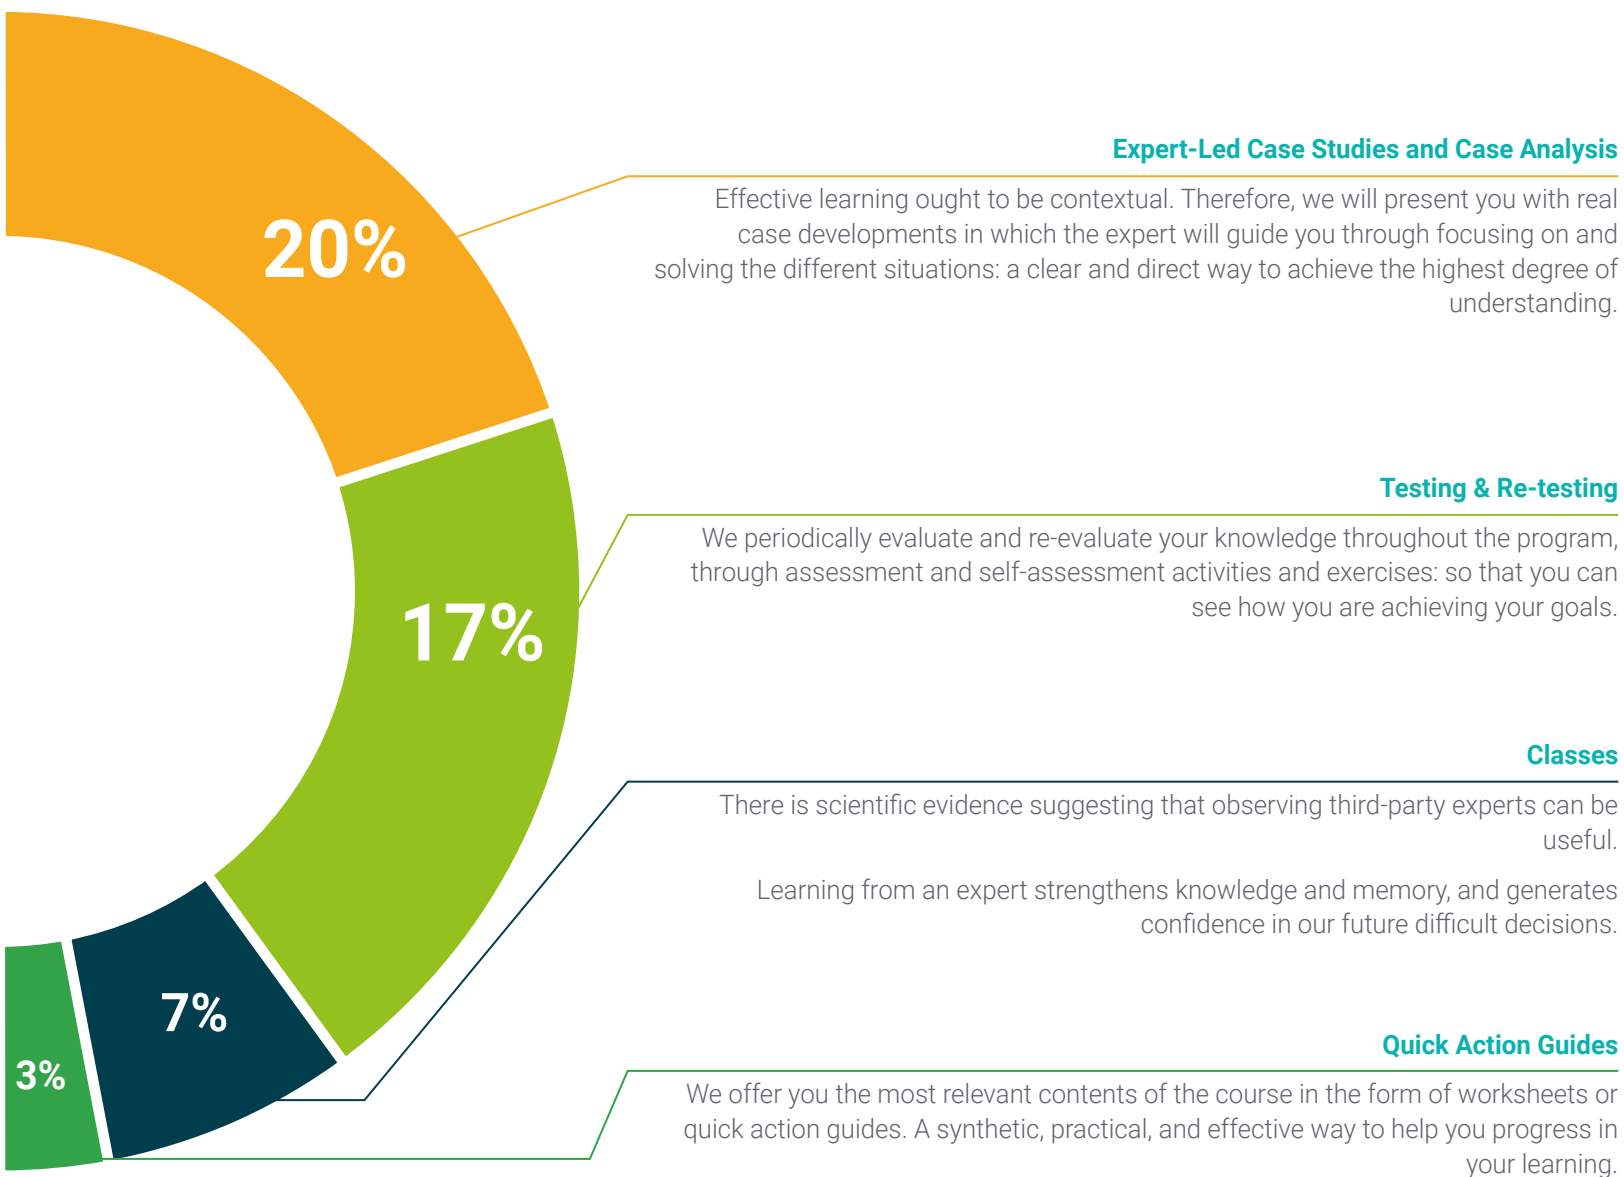 Expert-Led Case Studies and Case Analysis
Effective learning ought to be contextual. Therefore, we will present you with real
case developments in which the expert will guide you through focusing on and
solving the different situations: a clear and direct way to achieve the highest degree of
understanding.
20%
Testing & Re-testing
We periodically evaluate and re-evaluate your knowledge throughout the program,
through assessment and self-assessment activities and exercises: so that you can
see how you are achieving your goals.
17%
Classes
There is scientific evidence suggesting that observing third-party experts can be
useful.
Learning from an expert strengthens knowledge and memory, and generates
confidence in our future difficult decisions.
7%
Quick Action Guides
We offer you the most relevant contents of the course in the form of worksheets or
quick action guides. A synthetic, practical, and effective way to help you progress in
your learning.
3%